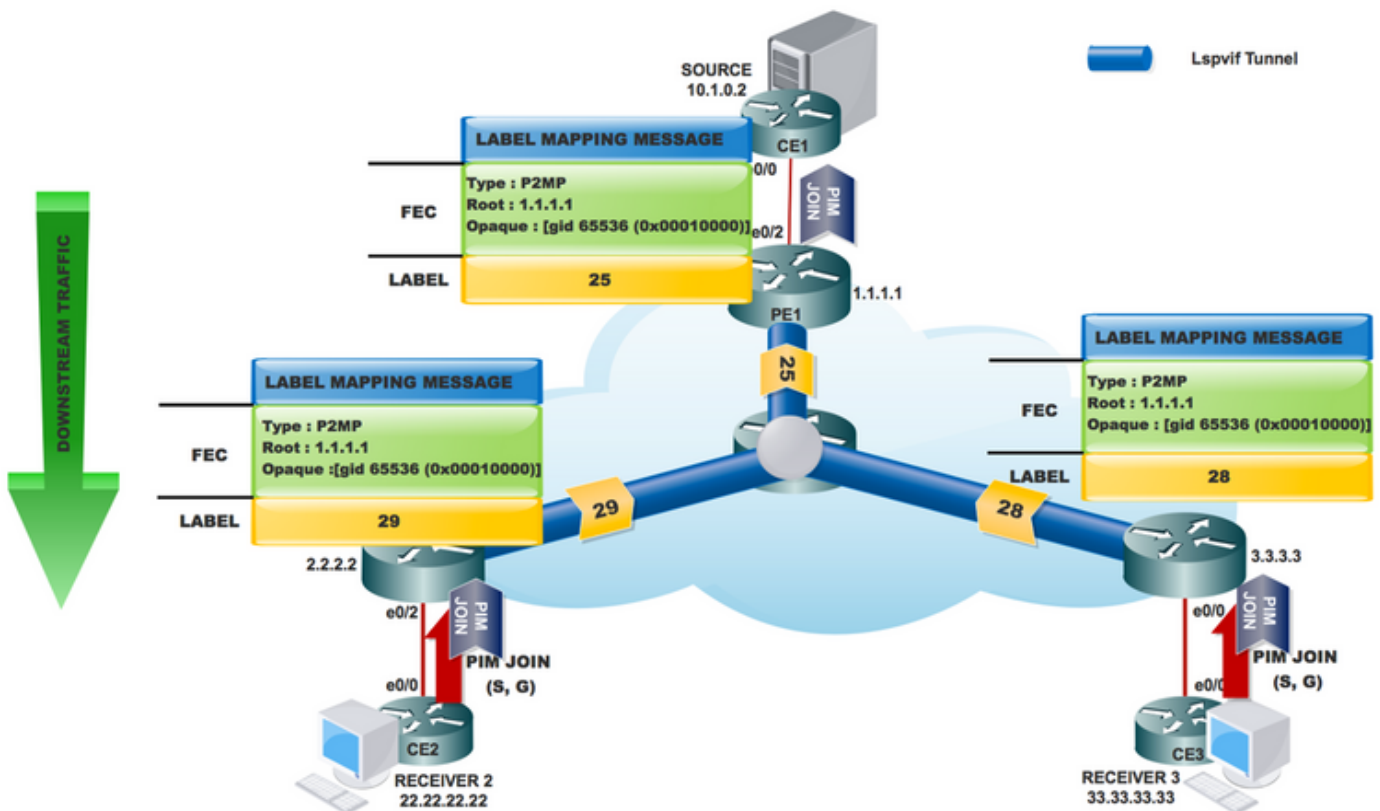 SOURCE
10.1.0.2
Lspvif Tunnel
CE1
0/0
LABEL MAPPING MESSAGE
FEC
Type : P2MP
Root : 1.1.1.1
Opaque : [gid 65536 (0x00010000)]
LABEL
25
PIM JOIN
e0/2
1.1.1.1
PE1
DOWNSTREAM TRAFFIC
25
LABEL MAPPING MESSAGE
FEC
Type : P2MP
Root : 1.1.1.1
Opaque :[gid 65536 (0x00010000)]
LABEL
29
LABEL MAPPING MESSAGE
FEC
Type : P2MP
Root : 1.1.1.1
Opaque : [gid 65536 (0x00010000)]
LABEL
28
29
28
2.2.2.2
3.3.3.3
e0/2
PIM JOIN
PIM JOIN
(S, G)
e0/0
CE2
RECEIVER 2
22.22.22.22
e0/0
PIM JOIN
PIM JOIN
(S, G)
e0/0
CE3
RECEIVER 3
33.33.33.33